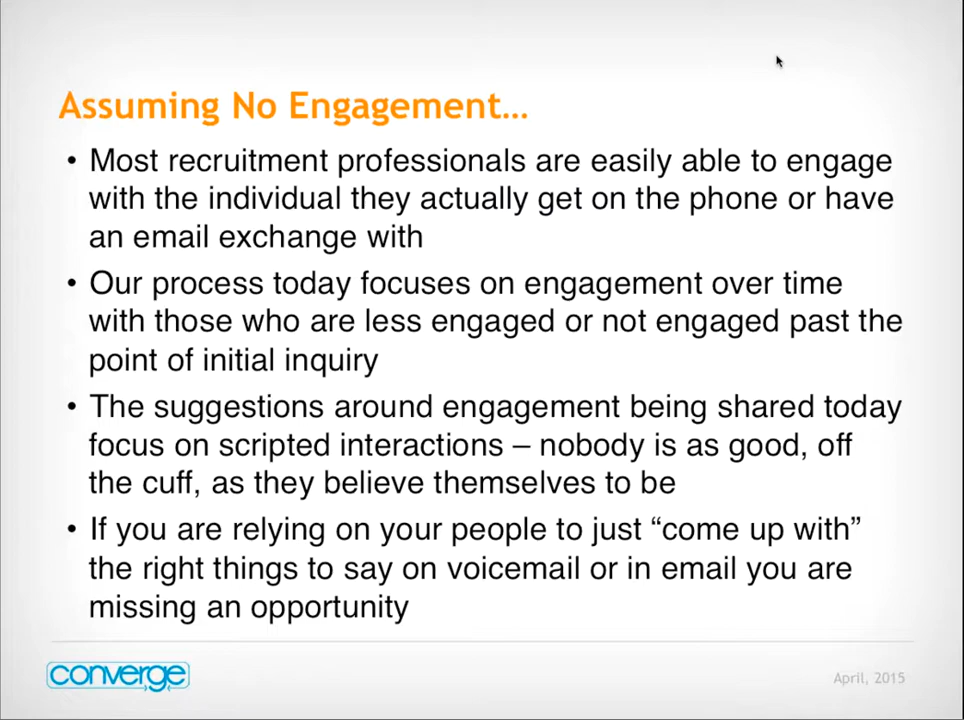 Assuming No Engagement…
• Most recruitment professionals are easily able to engage
with the individual they actually get on the phone or have
an email exchange with
• Our process today focuses on engagement over time
with those who are less engaged or not engaged past the
point of initial inquiry
• The suggestions around engagement being shared today
focus on scripted interactions – nobody is as good, off
the cuff, as they believe themselves to be
• If you are relying on your people to just “come up with”
the right things to say on voicemail or in email you are
missing an opportunity
converge
April, 2015